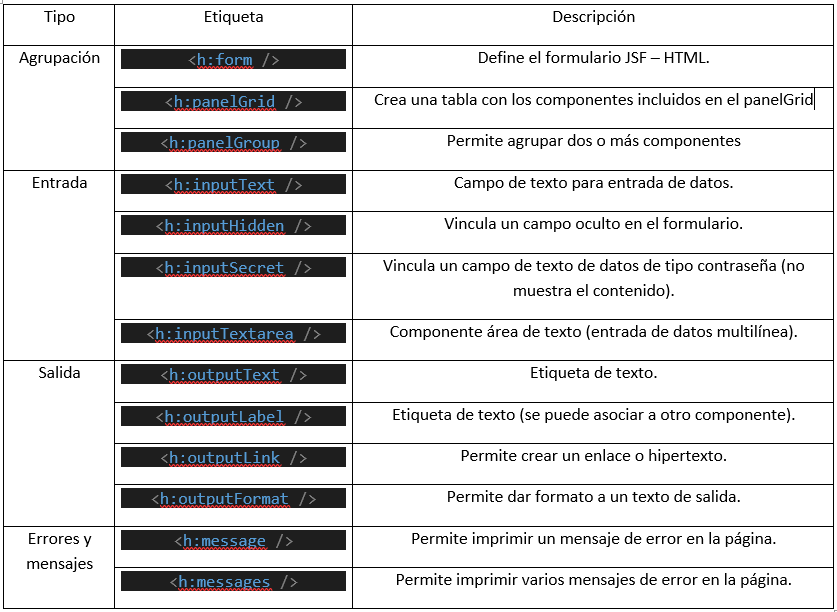 Tipo Etiqueta Descripción
Agrupación <h:form /> Define el formulario JSF – HTML.
<h:panelGrid /> Crea una tabla con los componentes incluidos en el panelGrid
<h:panelGroup /> Permite agrupar dos o más componentes
Entrada <h:inputText /> Campo de texto para entrada de datos.
<h:inputHidden /> Vincula un campo oculto en el formulario.
<h:inputSecret /> Vincula un campo de texto de datos de tipo contraseña (no
muestra el contenido).
<h:inputTextarea /> Componente área de texto (entrada de datos multilínea).
Salida <h:outputText /> Etiqueta de texto.
<h:outputLabel /> Etiqueta de texto (se puede asociar a otro componente).
<h:outputLink /> Permite crear un enlace o hipertexto.
<h:outputFormat /> Permite dar formato a un texto de salida.
Errores y <h:message /> Permite imprimir un mensaje de error en la página.
mensajes
<h:messages /> Permite imprimir varios mensajes de error en la página.